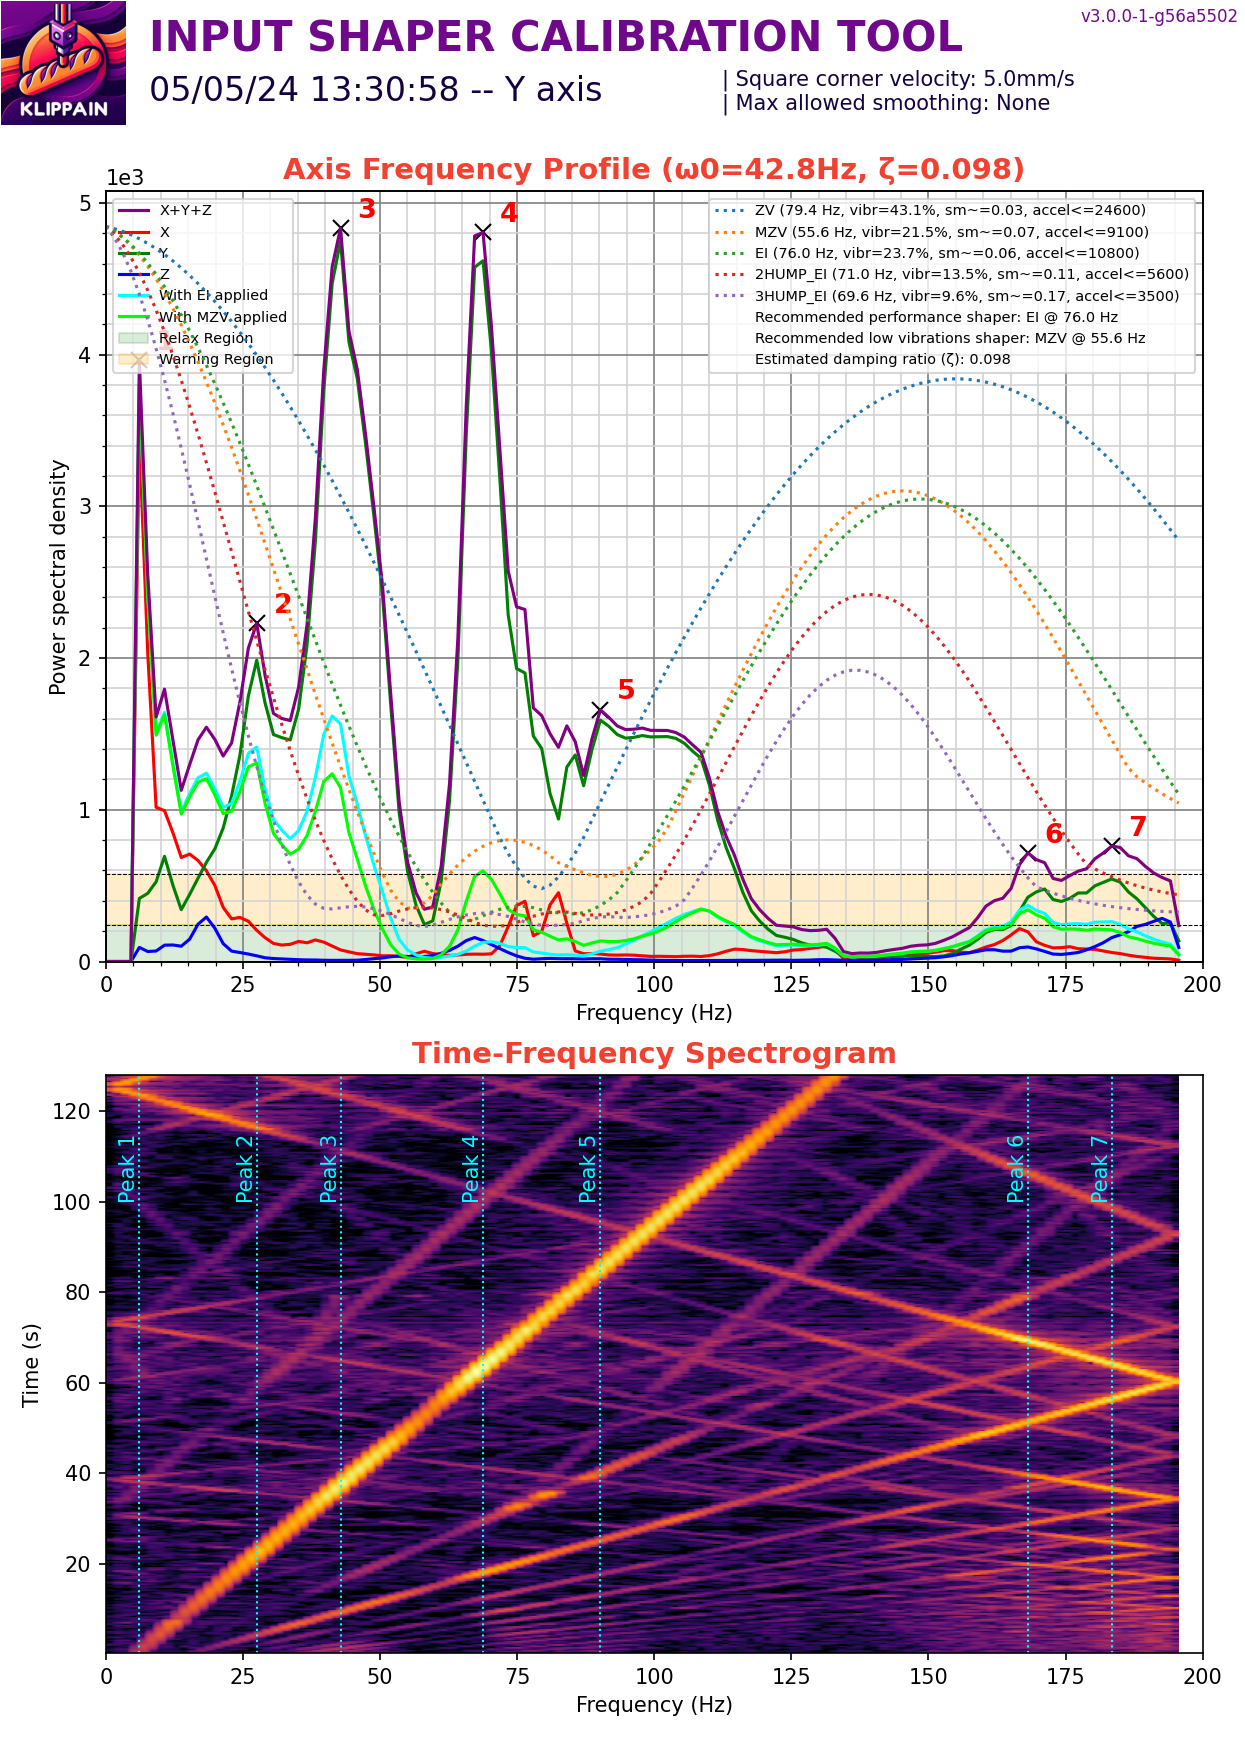 v3.0.0-1-g56a5502
INPUT SHAPER CALIBRATION TOOL
05/05/24 13:30:58 -- Y axis
| Square corner velocity: 5.0mm/s
| Max allowed smoothing: None
KLIPPAIN
Axis Frequency Profile (ω0=42.8Hz, ζ=0.098)
1e3
X+Y+Z
X
Y
Z
With EI applied
With MZV applied
Relax Region
Warning Region
ZV (79.4 Hz, vibr=43.1%, sm~=0.03, accel<=24600)
MZV (55.6 Hz, vibr=21.5%, sm~=0.07, accel<=9100)
EI (76.0 Hz, vibr=23.7%, sm~=0.06, accel<=10800)
2HUMP_EI (71.0 Hz, vibr=13.5%, sm~=0.11, accel<=5600)
3HUMP_EI (69.6 Hz, vibr=9.6%, sm~=0.17, accel<=3500)
Recommended performance shaper: EI @ 76.0 Hz
Recommended low vibrations shaper: MZV @ 55.6 Hz
Estimated damping ratio (ζ): 0.098
2
3
4
5
6
7
Power spectral density
5
4
3
2
1
0
0 25 50 75 100 125 150 175 200
Frequency (Hz)
Time-Frequency Spectrogram
Peak 1
Peak 2
Peak 3
Peak 4
Peak 5
Peak 6
Peak 7
Time (s)
120
100
80
60
40
20
0 25 50 75 100 125 150 175 200
Frequency (Hz)